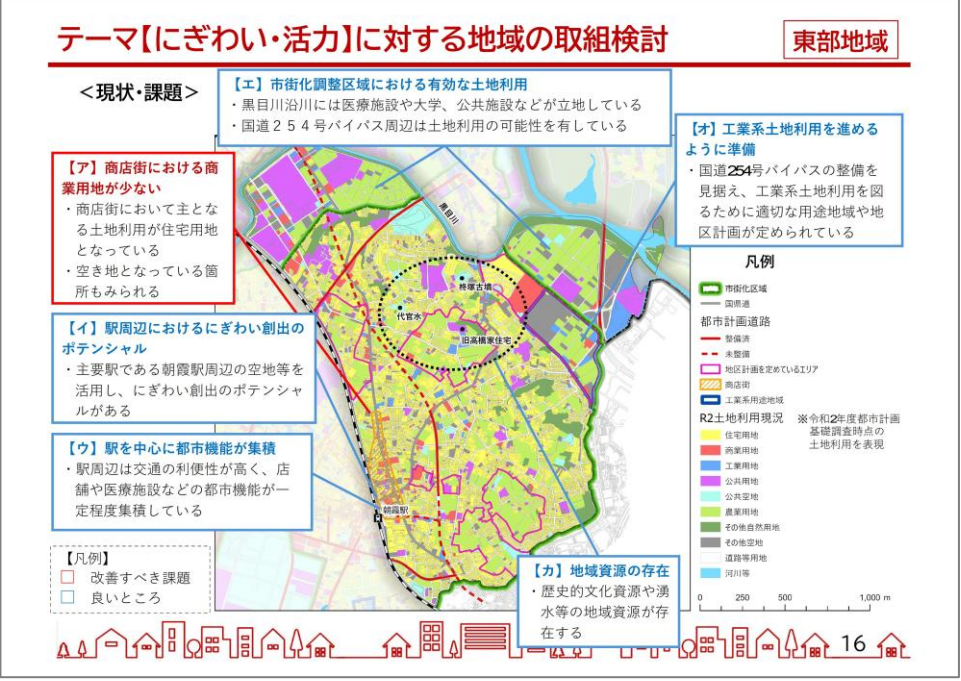 テーマ【にぎわい・活力】に対する地域の取組検討
東部地域
＜現状・課題＞
【エ】市街化調整区域における有効な土地利用
・黒目川沿川には医療施設や大学、公共施設などが立地している
・国道２５４号バイパス周辺は土地利用の可能性を有している
【オ】工業系土地利用を進める
ように準備
・国道254号バイパスの整備を
見据え、工業系土地利用を図
るために適切な用途地域や地
区計画が定められている
【ア】商店街における商
業用地が少ない
・商店街において主とな
る土地利用が住宅用地
となっている
・空き地となっている箇
所もみられる
【イ】駅周辺におけるにぎわい創出の
ポテンシャル
・主要駅である朝霞駅周辺の空地等を
活用し、にぎわい創出のポテンシャ
ルがある
【ウ】駅を中心に都市機能が集積
・駅周辺は交通の利便性が高く、店
舗や医療施設などの都市機能が一
定程度集積している
【凡例】
改善すべき課題
良いところ
黒目川
柊塚古墳
代官水
旧高橋家住宅
朝霞駅
【カ】地域資源の存在
・歴史的文化資源や湧
水等の地域資源が存
在する
凡例
市街化区域
国県道
都市計画道路
整備済
未整備
地区計画を定めているエリア
商店街
工業系用途地域
R2土地利用現況
※令和2年度都市計画
基礎調査時点の
土地利用を表現
住宅用地
商業用地
工業用地
公共用地
公共空地
農業用地
その他自然用地
その他空地
道路等用地
河川等
0 250 500 1,000 m
16